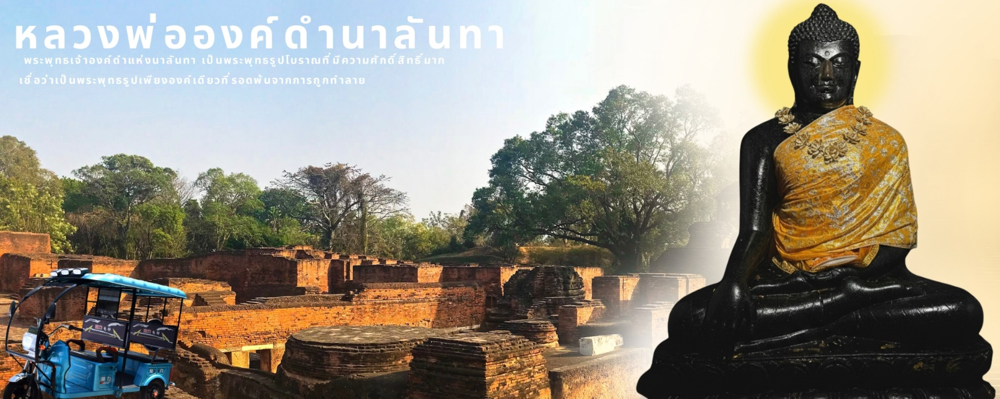 หลวงพ่อองค์ดำนาลันทา
พระพุทธเจ้าองค์ดำแห่งนาลันทา เป็นพระพุทธรูปโบราณที่มีความศักดิ์สิทธิ์มาก
เชื่อว่าเป็นพระพุทธรูปเพียงองค์เดียวที่รอดพ้นจากการถูกทำลาย